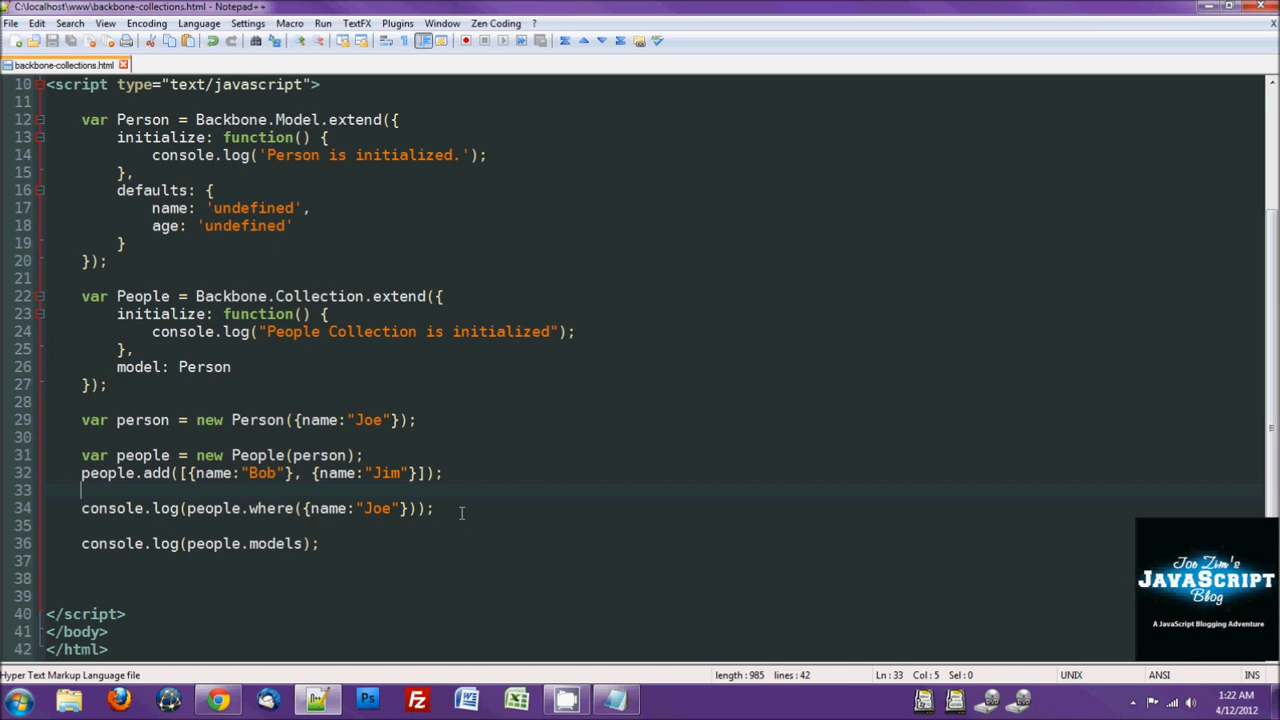 C:\localhost\www\backbone-collections.html - Notepad++
File Edit Search View Encoding Language Settings Macro Run TextFX Plugins Window Zen Coding ?
backbone-collections.html
10 <script type="text/javascript">
11
12 var Person = Backbone.Model.extend({
13 initialize: function() {
14 console.log('Person is initialized.');
15 },
16 defaults: {
17 name: 'undefined',
18 age: 'undefined'
19 }
20 });
21
22 var People = Backbone.Collection.extend({
23 initialize: function() {
24 console.log("People Collection is initialized");
25 },
26 model: Person
27 });
28
29 var person = new Person({name:"Joe"});
30
31 var people = new People(person);
32 people.add([{name:"Bob"}, {name:"Jim"}]);
33
34 console.log(people.where({name:"Joe"}));
35
36 console.log(people.models);
37
38
39
40 </script>
41 </body>
42 </html>
Joe Zim's
JAVASCRIPT
Blog
A JavaScript Blogging Adventure
Hyper Text Markup Language file length : 985 lines : 42 Ln : 33 Col : 5 Sel : 0 UNIX ANSI INS
1:22 AM
4/12/2012